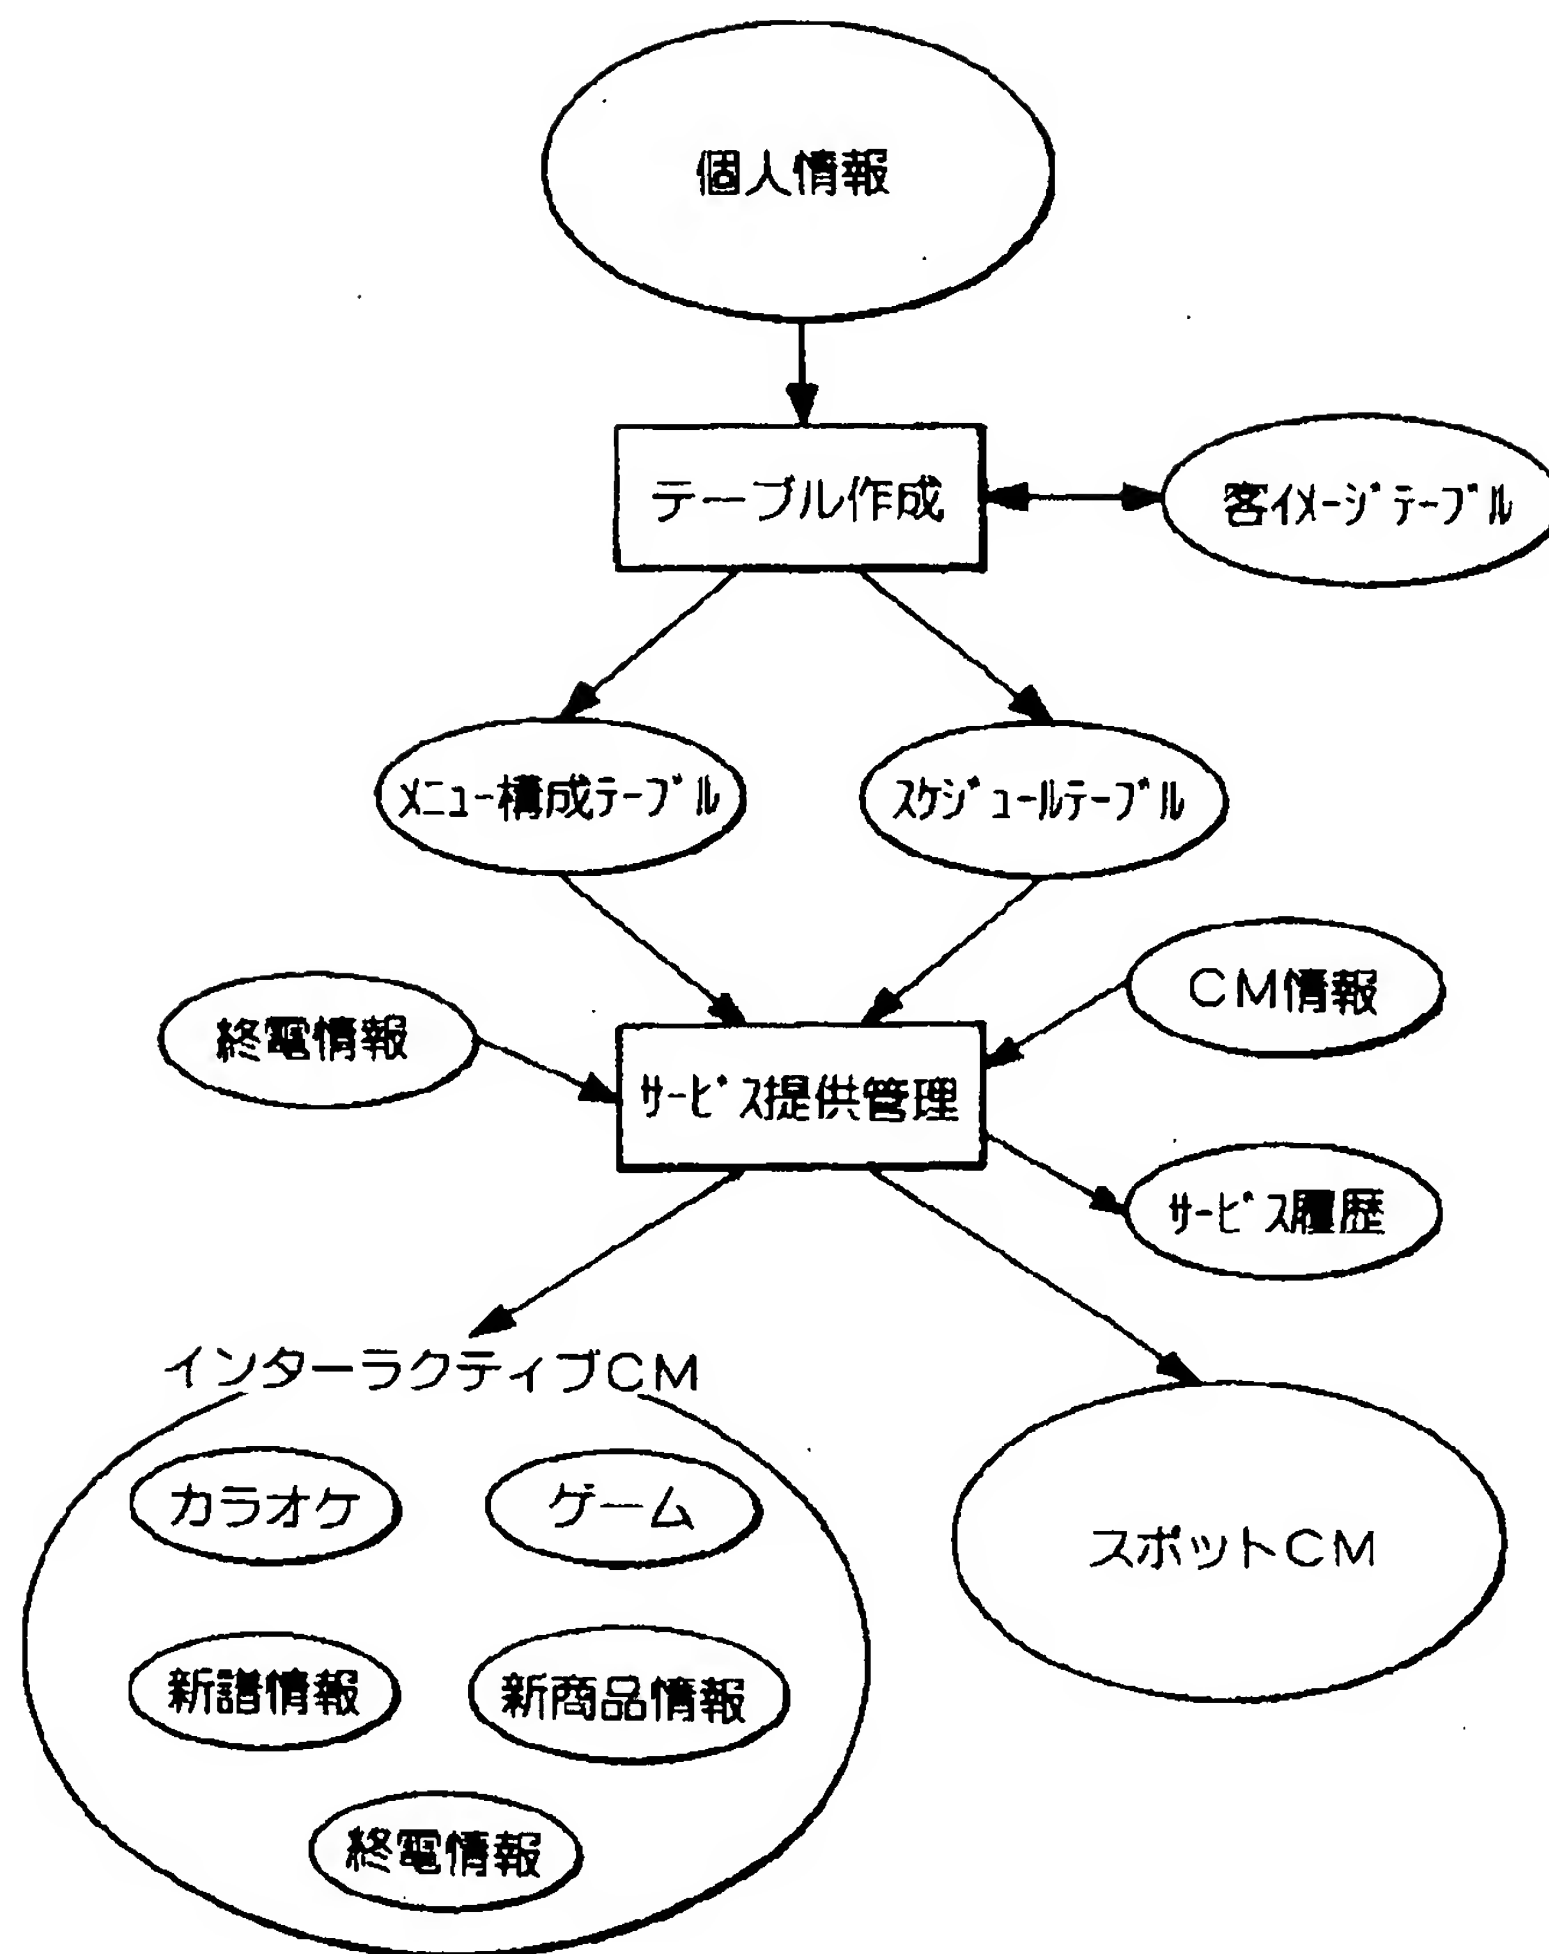 個人情報
テーブル作成
客イメージテーブル
メニュー構成テーブル
スケジュールテーブル
終電情報
CM情報
サービス提供管理
サービス履歴
インターラクティブCM
カラオケ
ゲーム
スポットCM
新譜情報
新商品情報
終電情報